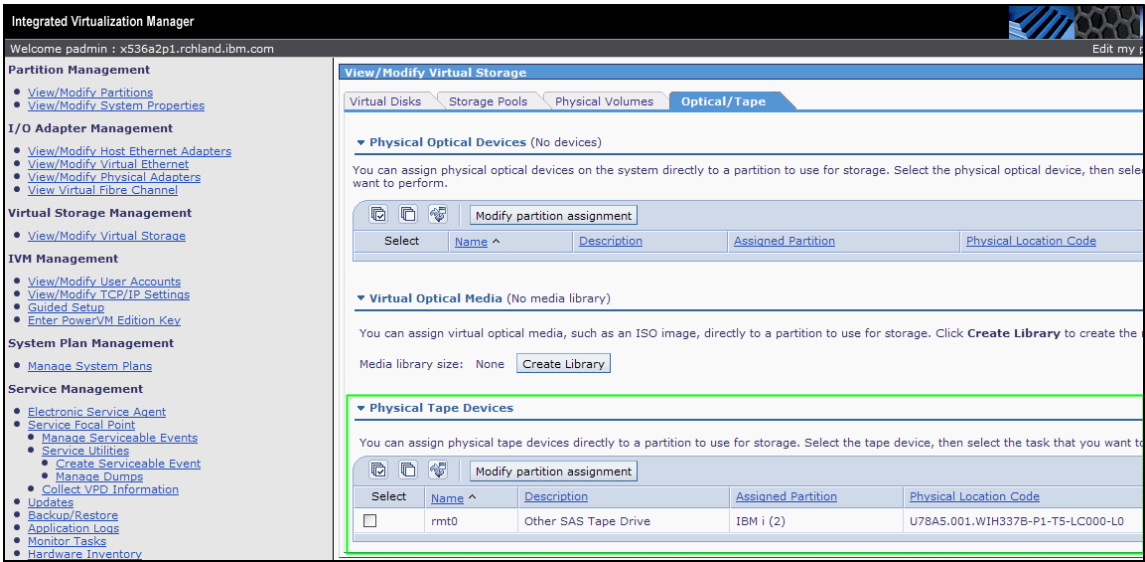 Integrated Virtualization Manager
Welcome padmin : x536a2p1.rchland.ibm.com
Edit my
Partition Management
View/Modify Partitions
View/Modify System Properties
I/O Adapter Management
View/Modify Host Ethernet Adapters
View/Modify Virtual Ethernet
View/Modify Physical Adapters
View Virtual Fibre Channel
Virtual Storage Management
View/Modify Virtual Storage
IVM Management
View/Modify User Accounts
View/Modify TCP/IP Settings
Guided Setup
Enter PowerVM Edition Key
System Plan Management
Manage System Plans
Service Management
Electronic Service Agent
Service Focal Point
Manage Serviceable Events
Service Utilities
Create Serviceable Event
Manage Dumps
Collect VPD Information
Updates
Backup/Restore
Application Logs
Monitor Tasks
Hardware Inventory
View/Modify Virtual Storage
Virtual Disks Storage Pools Physical Volumes Optical/Tape
Physical Optical Devices (No devices)
You can assign physical optical devices on the system directly to a partition to use for storage. Select the physical optical device, then
want to perform.
Modify partition assignment
Select Name Description Assigned Partition Physical Location Code
Virtual Optical Media (No media library)
You can assign virtual optical media, such as an ISO image, directly to a partition to use for storage. Click Create Library to create the
Media library size: None Create Library
Physical Tape Devices
You can assign physical tape devices directly to a partition to use for storage. Select the tape device, then select the task that you want
Modify partition assignment
Select Name Description Assigned Partition Physical Location Code
rmt0 Other SAS Tape Drive IBM i (2) U78A5.001.WIH337B-P1-T5-LC000-L0